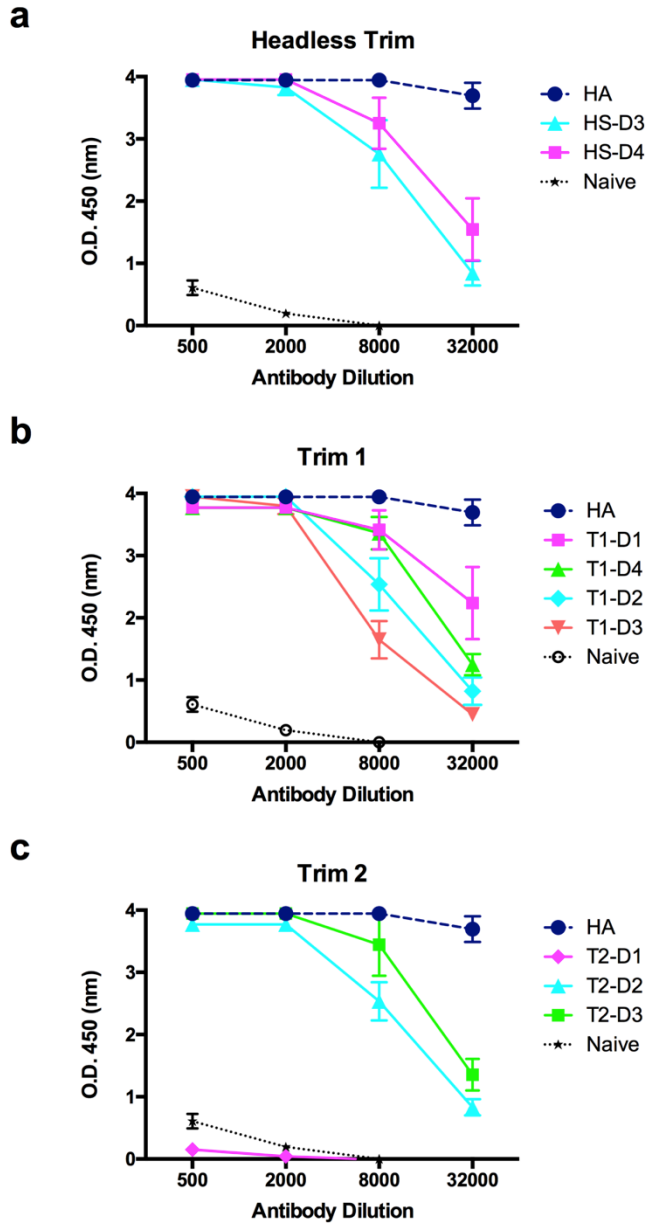 a
Headless Trim
O.D. 450 (nm)
4
3
2
1
0
500 2000 8000 32000
Antibody Dilution
HA
HS-D3
HS-D4
Naive
b
Trim 1
O.D. 450 (nm)
4
3
2
1
0
500 2000 8000 32000
Antibody Dilution
HA
T1-D1
T1-D4
T1-D2
T1-D3
Naive
c
Trim 2
O.D. 450 (nm)
4
3
2
1
0
500 2000 8000 32000
Antibody Dilution
HA
T2-D1
T2-D2
T2-D3
Naive